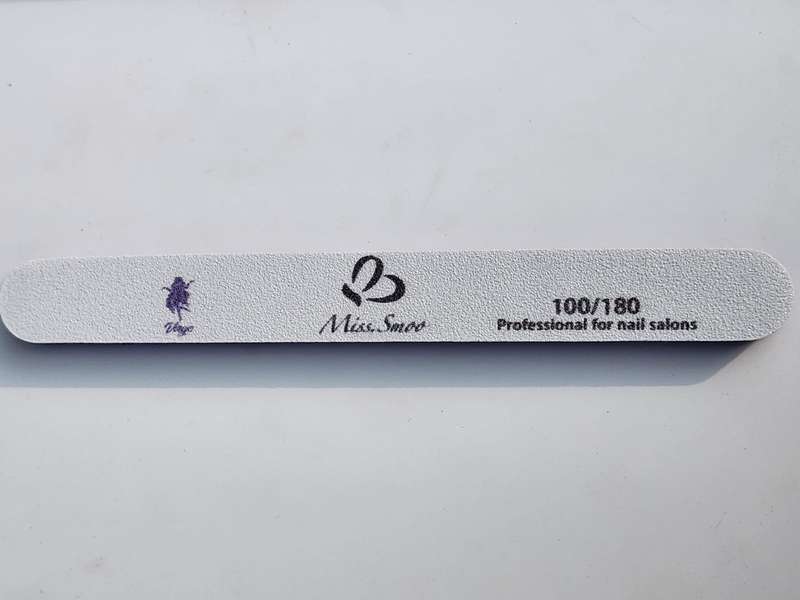 Virgo
Miss.Smoo
100/180
Professional for nail salons